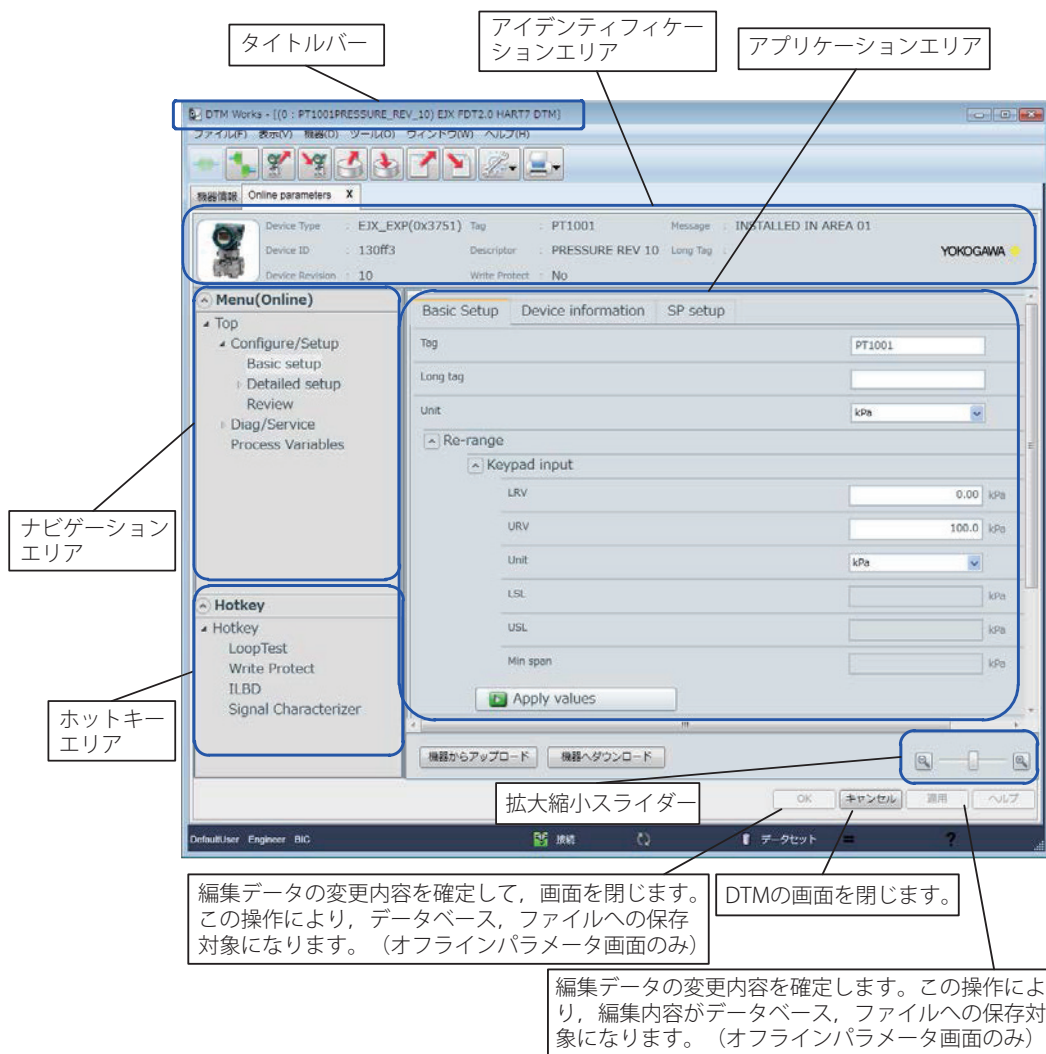 タイトルバー
アイデンティフィケー
ションエリア
アプリケーションエリア
DTM Works - [(0 : PT1001PRESSURE_REV_10) EJX FDT2.0 HART7 DTM]
ファイル(F) 表示(V) 機器(D) ツール(O) ウィンドウ(W) ヘルプ(H)
機器情報 Online parameters X
Device Type : EJX_EXP(0x3751) Tag : PT1001 Message : INSTALLED IN AREA 01
Device ID : 130ff3 Descriptor : PRESSURE REV 10 Long Tag :
YOKOGAWA
Device Revision : 10 Write Protect : No
Menu(Online)
Top
Configure/Setup
Basic setup
Detailed setup
Review
Diag/Service
Process Variables
Basic Setup Device information SP setup
Tag PT1001
Long tag
Unit kPa
Re-range
Keypad input
LRV 0.00 kPa
URV 100.0 kPa
Unit kPa
LSL kPa
USL kPa
Min span kPa
Apply values
ナビゲーション
エリア
Hotkey
Hotkey
LoopTest
Write Protect
ILBD
Signal Characterizer
ホットキー
エリア
機器からアップロード 機器へダウンロード
拡大縮小スライダー
OK キャンセル 適用 ヘルプ
DefaultUser Engineer BIC 接続 データセット = ?
編集データの変更内容を確定して，画面を閉じます。
この操作により，データベース，ファイルへの保存
対象になります。（オフラインパラメータ画面のみ）
DTMの画面を閉じます。
編集データの変更内容を確定します。この操作によ
り，編集内容がデータベース，ファイルへの保存対
象になります。（オフラインパラメータ画面のみ）